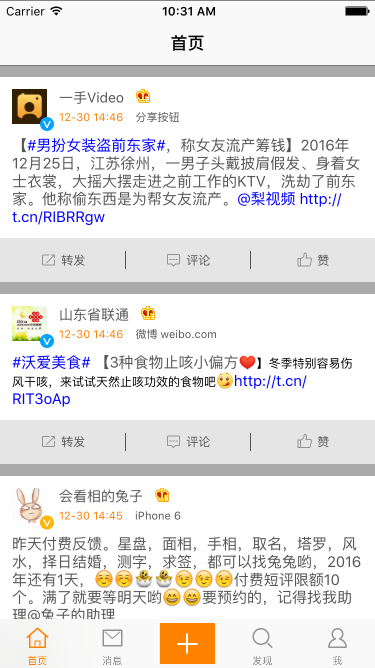 Carrier 10:31 AM
首页
一手Video
12-30 14:46 分享按钮
【#男扮女装盗前东家#，称女友流产筹钱】2016年
12月25日，江苏徐州，一男子头戴披肩假发、身着女
士衣裳，大摇大摆走进之前工作的KTV，洗劫了前东
家。他称偷东西是为帮女友流产。@梨视频 http://
t.cn/RIBRRgw
转发 评论 赞
山东省联通
12-30 14:46 微博 weibo.com
#沃爱美食# 【3种食物止咳小偏方❤️】冬季特别容易伤
风干咳，来试试天然止咳功效的食物吧😋http://t.cn/
RIT3oAp
转发 评论 赞
会看相的兔子
12-30 14:45 iPhone 6
昨天付费反馈。星盘，面相，手相，取名，塔罗，风
水，择日结婚，测字，求签，都可以找兔兔哟，2016
年还有1天，☺️☺️🐣🐣😉😉😉付费短评限额10
个。满了就要等明天哟😄😄要预约的，记得找我助
理@兔子的助理
首页 消息 发现 我